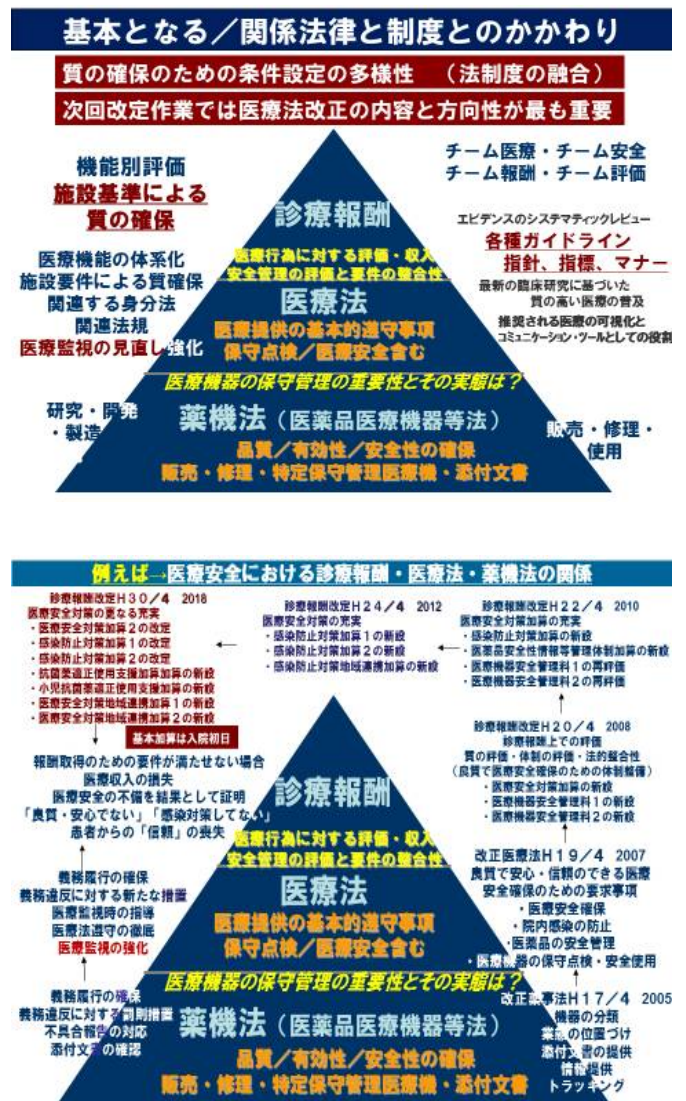 基本となる／関係法律と制度とのかかわり
質の確保のための条件設定の多様性　（法制度の融合）
次回改定作業では医療法改正の内容と方向性が最も重要
機能別評価
施設基準による
質の確保
医療機能の体系化
施設要件による質確保
関連する身分法
関連法規
医療監視の見直し強化
研究・開発
・製造
チーム医療・チーム安全
チーム報酬・チーム評価
エビデンスのシステマティックレビュー
各種ガイドライン
指針、指標、マナー
最新の臨床研究に基づいた
質の高い医療の普及
推奨される医療の可視化と
コミュニケーション・ツールとしての役割
販売・修理・
使用
診療報酬
医療行為に対する評価・収入
安全管理の評価と要件の整合性
医療法
医療提供の基本的遵守事項
保守点検／医療安全含む
医療機器の保守管理の重要性とその実態は？
薬機法（医薬品医療機器等法）
品質／有効性／安全性の確保
販売・修理・特定保守管理医療機・添付文書
例えば→医療安全における診療報酬・医療法・薬機法の関係
診療報酬改定H３０／４　2018
医療安全対策の更なる充実
・医療安全対策加算２の改定
・感染防止対策加算１の改定
・感染防止対策加算２の改定
・抗菌薬適正使用支援加算加算の新設
・小児抗菌薬適正使用支援加算の新設
・医療安全対策地域連携加算１の新設
・医療安全対策地域連携加算２の新設
基本加算は入院初日
診療報酬改定H２４／４　2012
医療安全対策の充実
・感染防止対策加算１の新設
・感染防止対策加算２の新設
・感染防止対策地域連携加算の新設
診療報酬改定H２２／４　2010
医療安全対策加算の充実
・感染防止対策加算の新設
・医薬品安全性情報等管理体制加算の新設
・医療機器安全管理料１の再評価
・医療機器安全管理料２の再評価
診療報酬改定H２０／４　2008
診療報酬上での評価
質の評価・体制の評価・法的整合性
（良質で医療安全確保のための体制整備）
・医療安全対策加算の新設
・医療機器安全管理料１の新設
・医療機器安全管理料２の新設
改正医療法H１９／４　2007
良質で安心・信頼のできる医療
安全確保のための要求事項
・医療安全確保
・院内感染の防止
・医薬品の安全管理
・医療機器の保守点検・安全使用
改正薬事法H１７／４　2005
機器の分類
業態の位置づけ
添付文書の提供
情報提供
トラッキング
報酬取得のための要件が満たせない場合
医療収入の損失
医療安全の不備を結果として証明
「良質・安心でない」「感染対策してない」
患者からの「信頼」の喪失
義務履行の確保
義務違反に対する新たな措置
医療監視時の指導
医療法遵守の徹底
医療監視の強化
義務履行の確保
義務違反に対する罰則措置
不具合報告の対応
添付文書の確認
診療報酬
医療行為に対する評価・収入
安全管理の評価と要件の整合性
医療法
医療提供の基本的遵守事項
保守点検／医療安全含む
医療機器の保守管理の重要性とその実態は？
薬機法（医薬品医療機器等法）
品質／有効性／安全性の確保
販売・修理・特定保守管理医療機・添付文書